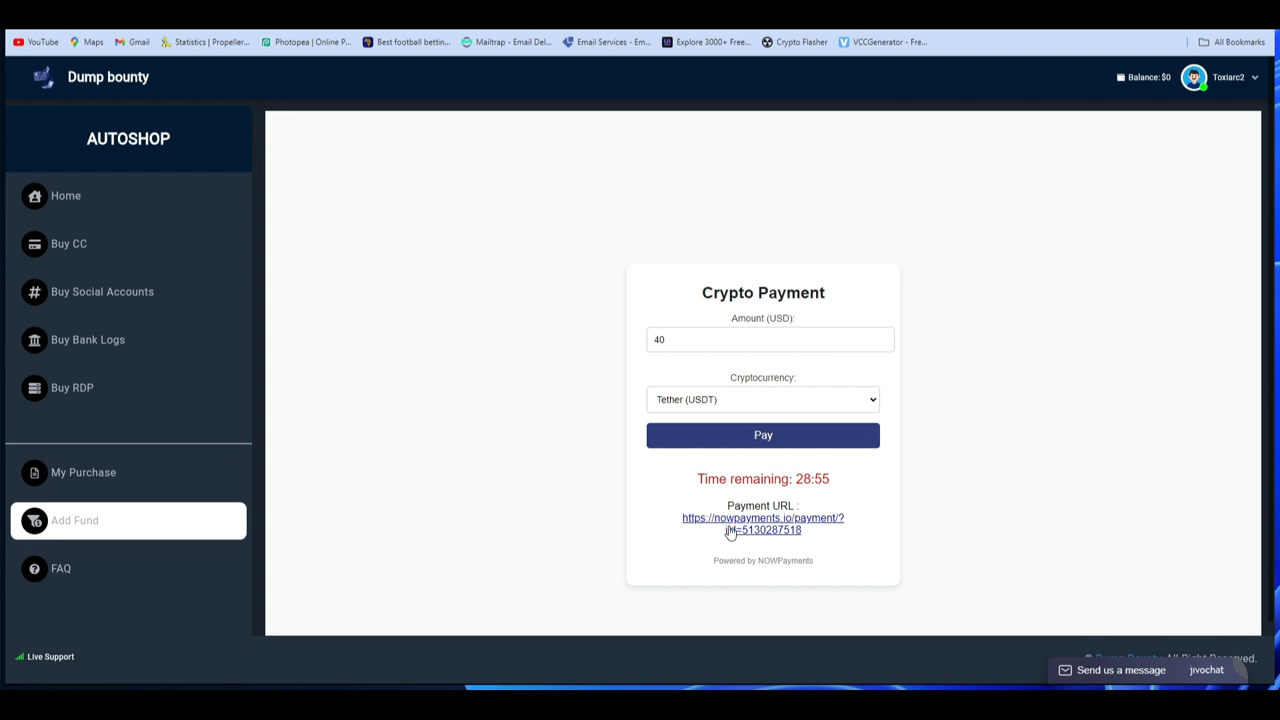 YouTube Maps Gmail Statistics | Propeller... Photopea | Online P... Best football bettin... Mailtrap - Email Del... Email Services - Em... Explore 3000+ Free... Crypto Flasher VCCGenerator - Fre... All Bookmarks
Dump bounty
Balance: $0 Toxiarc2
AUTOSHOP
Home
Buy CC
Buy Social Accounts
Buy Bank Logs
Buy RDP
My Purchase
Add Fund
FAQ
Crypto Payment
Amount (USD):
40
Cryptocurrency:
Tether (USDT)
Pay
Time remaining: 28:55
Payment URL :
https://nowpayments.io/payment/?
=5130287518
Powered by NOWPayments
Live Support
© Dump Bounty. All Right Reserved.
Send us a message jivochat